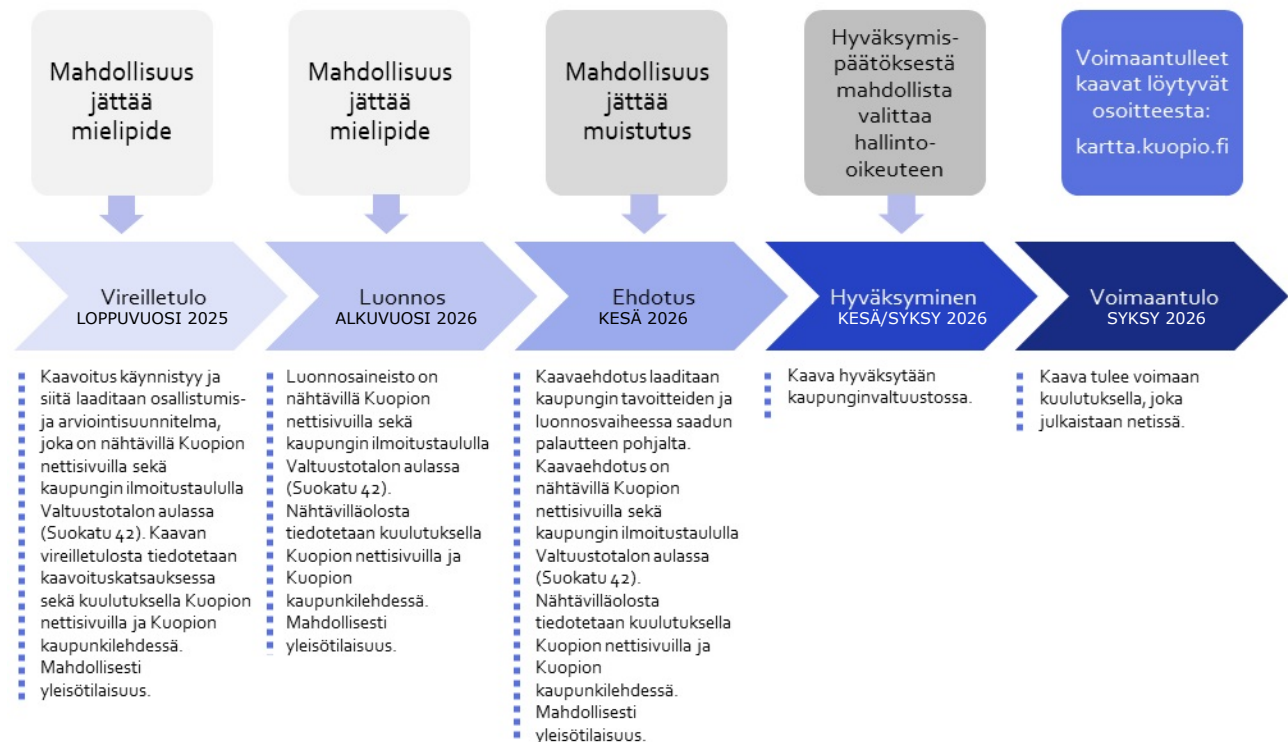 Mahdollisuus
jättää
mielipide
Mahdollisuus
jättää
mielipide
Mahdollisuus
jättää
muistutus
Hyväksymis-
päätöksestä
mahdollista
valittaa
hallinto-
oikeuteen
Voimaantulleet
kaavat löytyvät
osoitteesta:
kartta.kuopio.fi
Vireilletulo
LOPPUVUOSI 2025
Luonnos
ALKUVUOSI 2026
Ehdotus
KESÄ 2026
Hyväksyminen
KESÄ/SYKSY 2026
Voimaantulo
SYKSY 2026
Kaavoitus käynnistyy ja
siitä laaditaan osallistumis-
ja arviointisuunnitelma,
joka on nähtävillä Kuopion
nettisivuilla sekä
kaupungin ilmoitustaululla
Valtuustotalon aulassa
(Suokatu 42). Kaavan
vireilletulosta tiedotetaan
kaavoituskatsauksessa
sekä kuulutuksella Kuopion
nettisivuilla ja Kuopion
kaupunkilehdessä.
Mahdollisesti
yleisötilaisuus.
Luonnosaineisto on
nähtävillä Kuopion
nettisivuilla sekä
kaupungin ilmoitustaululla
Valtuustotalon aulassa
(Suokatu 42).
Nähtävilläolosta
tiedotetaan kuulutuksella
Kuopion nettisivuilla ja
Kuopion
kaupunkilehdessä.
Mahdollisesti
yleisötilaisuus.
Kaavaehdotus laaditaan
kaupungin tavoitteiden ja
luonnosvaiheessa saadun
palautteen pohjalta.
Kaavaehdotus on
nähtävillä Kuopion
nettisivuilla sekä
kaupungin ilmoitustaululla
Valtuustotalon aulassa
(Suokatu 42).
Nähtävilläolosta
tiedotetaan kuulutuksella
Kuopion nettisivuilla ja
Kuopion
kaupunkilehdessä.
Mahdollisesti
yleisötilaisuus.
Kaava hyväksytään
kaupunginvaltuustossa.
Kaava tulee voimaan
kuulutuksella, joka
julkaistaan netissä.